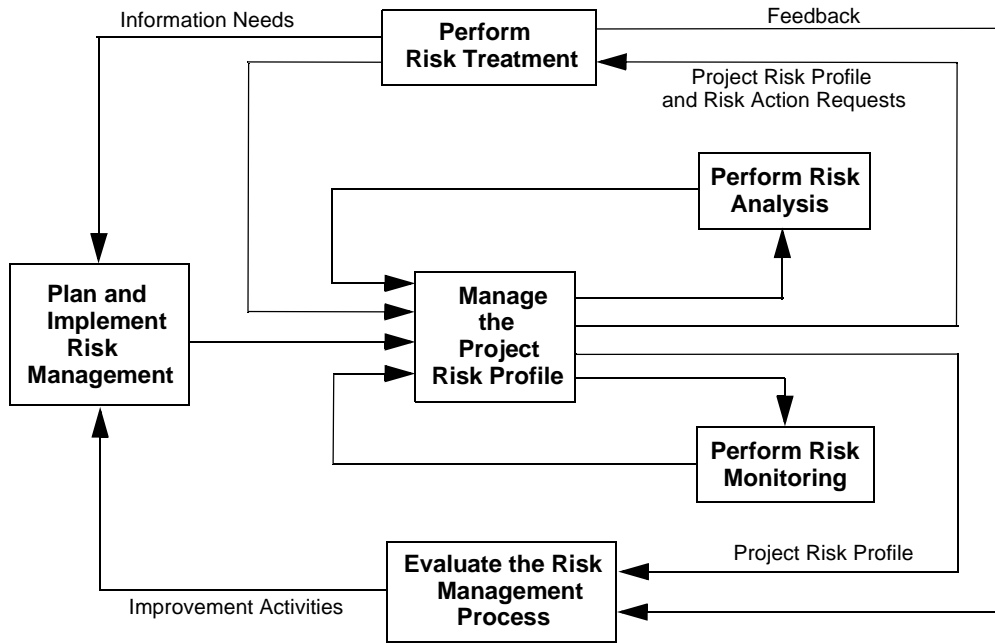 Information Needs
Perform
Risk Treatment
Feedback
Project Risk Profile
and Risk Action Requests
Perform Risk
Analysis
Plan and
Implement
Risk
Management
Manage
the
Project
Risk Profile
Perform Risk
Monitoring
Evaluate the Risk
Management
Process
Project Risk Profile
Improvement Activities